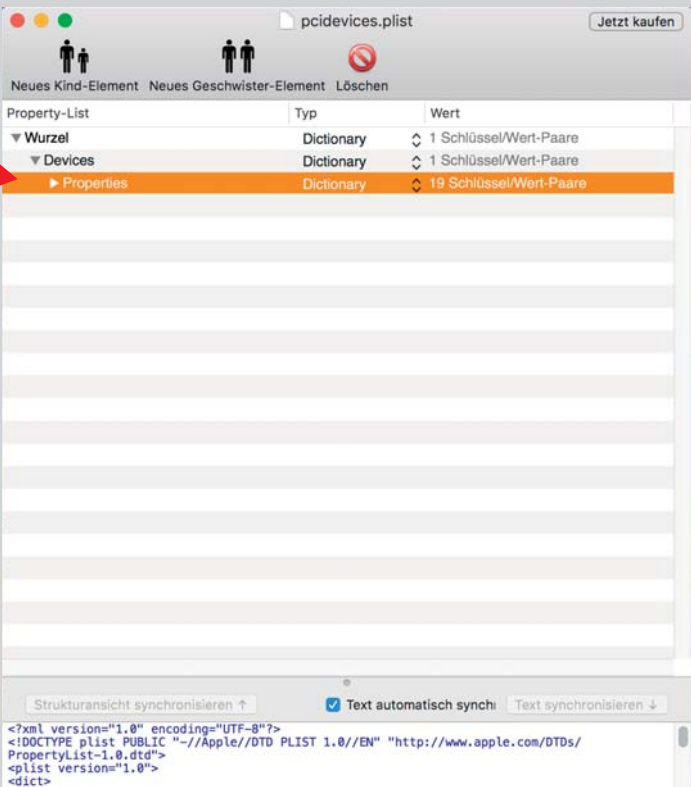 pcidevices.plist
Jetzt kaufen
Neues Kind-Element Neues Geschwister-Element Löschen
Property-List Typ Wert
Wurzel Dictionary 1 Schlüssel/Wert-Paare
Devices Dictionary 1 Schlüssel/Wert-Paare
Properties Dictionary 19 Schlüssel/Wert-Paare
Strukturansicht synchronisieren ↑ Text automatisch synchi Text synchronisieren ↓
<?xml version="1.0" encoding="UTF-8"?>
<!DOCTYPE plist PUBLIC "-//Apple//DTD PLIST 1.0//EN" "http://www.apple.com/DTDs/
PropertyList-1.0.dtd">
<plist version="1.0">
<dict>